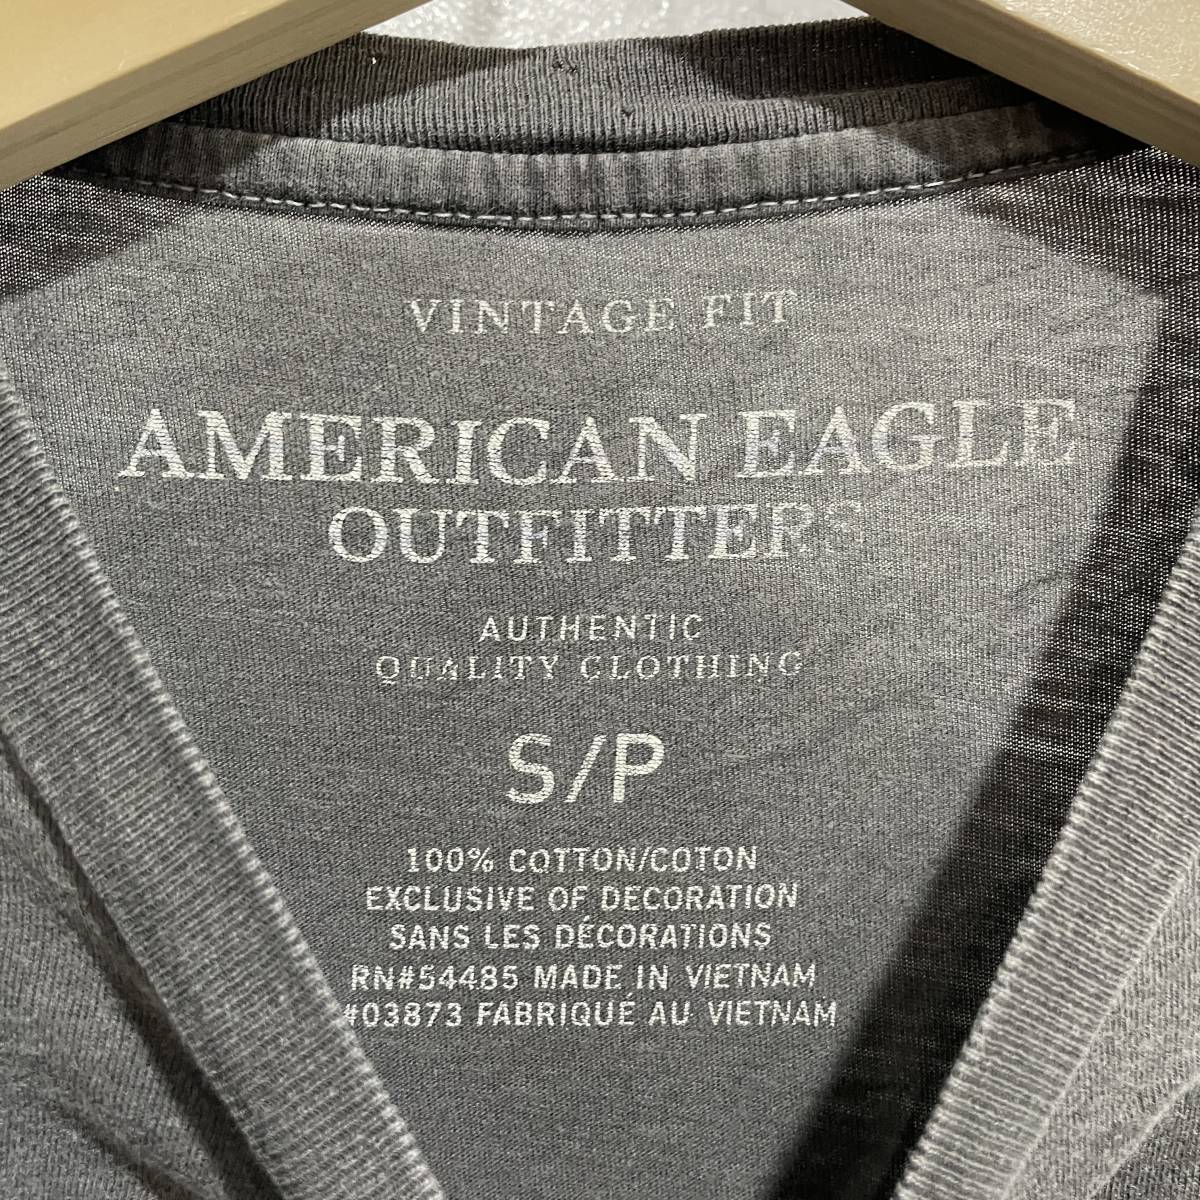 VINTAGE FIT
AMERICAN EAGLE
OUTFITTERS
AUTHENTIC
QUALITY CLOTHING
S/P
100% COTTON/COTON
EXCLUSIVE OF DECORATION
SANS LES DÉCORATIONS
RN#54485 MADE IN VIETNAM
#03873 FABRIQUÉ AU VIETNAM